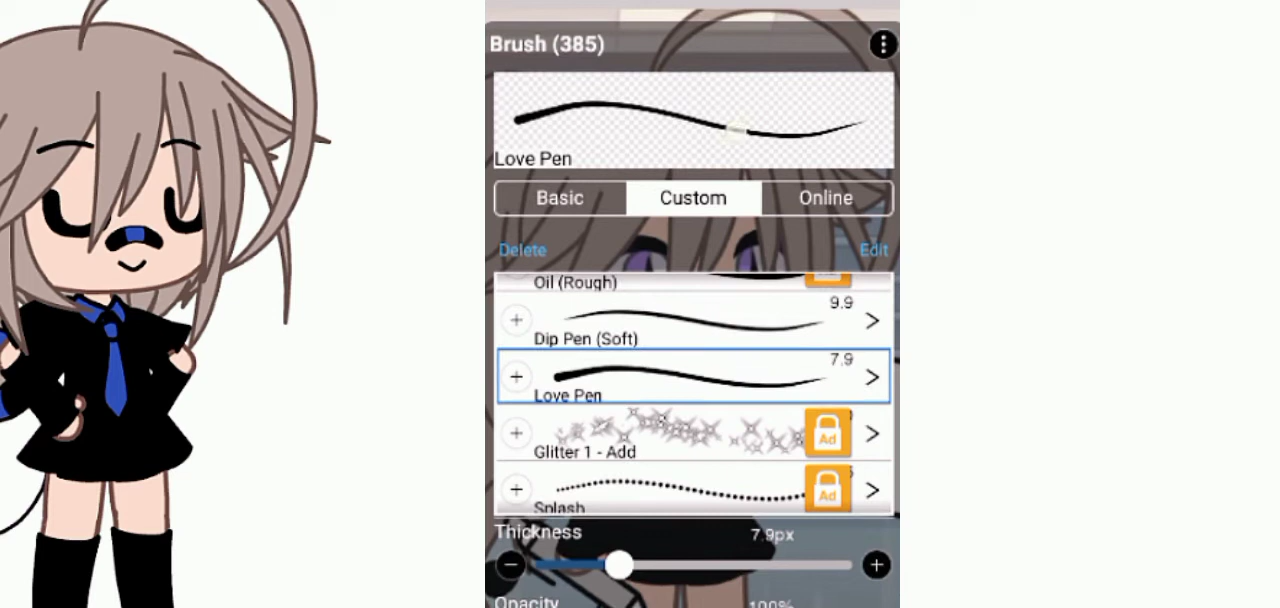 Brush (385)
Love Pen
Basic Custom Online
Delete Edit
Oil (Rough)
9.9
Dip Pen (Soft)
7.9
Love Pen
Ad
Glitter 1 - Add
Ad
Splash
Thickness 7.9px
Opacity 100%